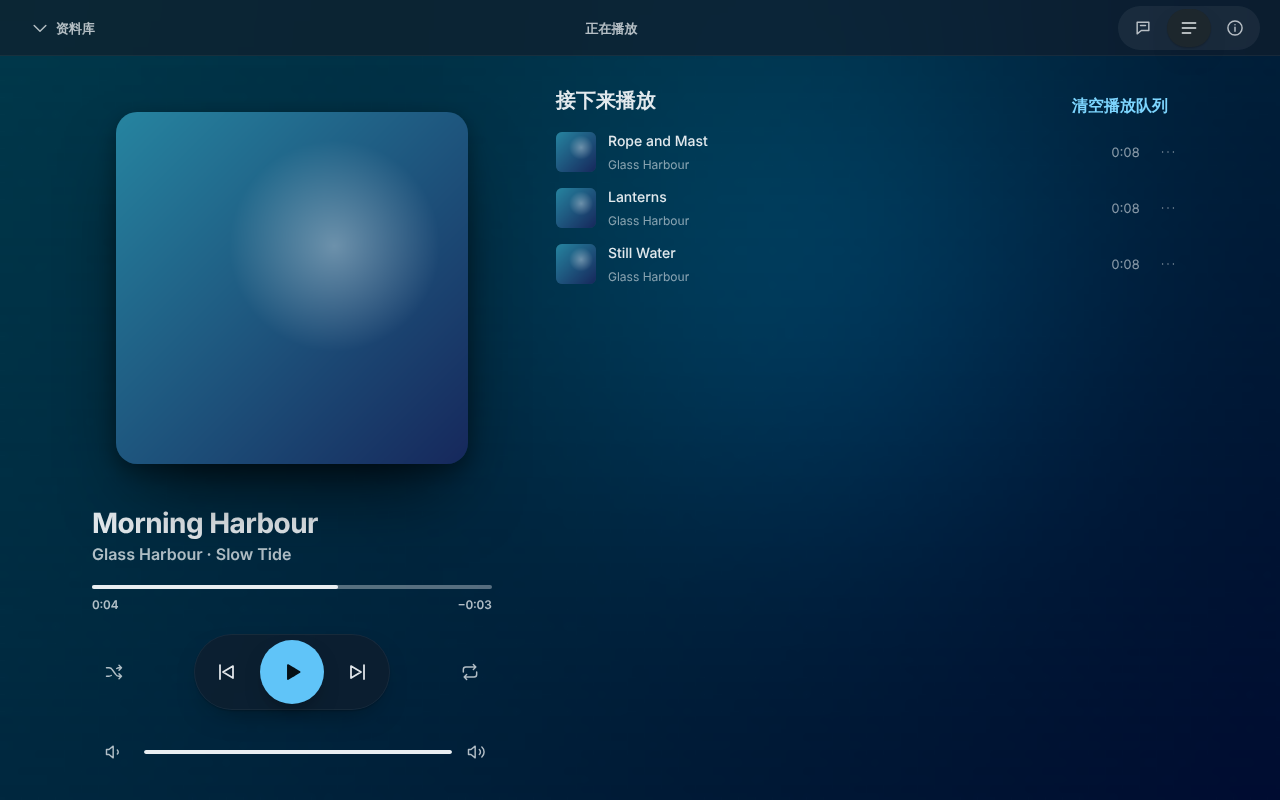 资料库
正在播放
接下来播放
清空播放队列
Rope and Mast
Glass Harbour
0:08
Lanterns
Glass Harbour
0:08
Still Water
Glass Harbour
0:08
Morning Harbour
Glass Harbour · Slow Tide
0:04
−0:03